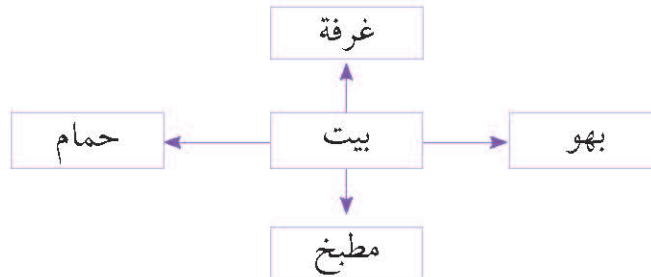 غرفة
بهو
بيت
حمام
مطبخ